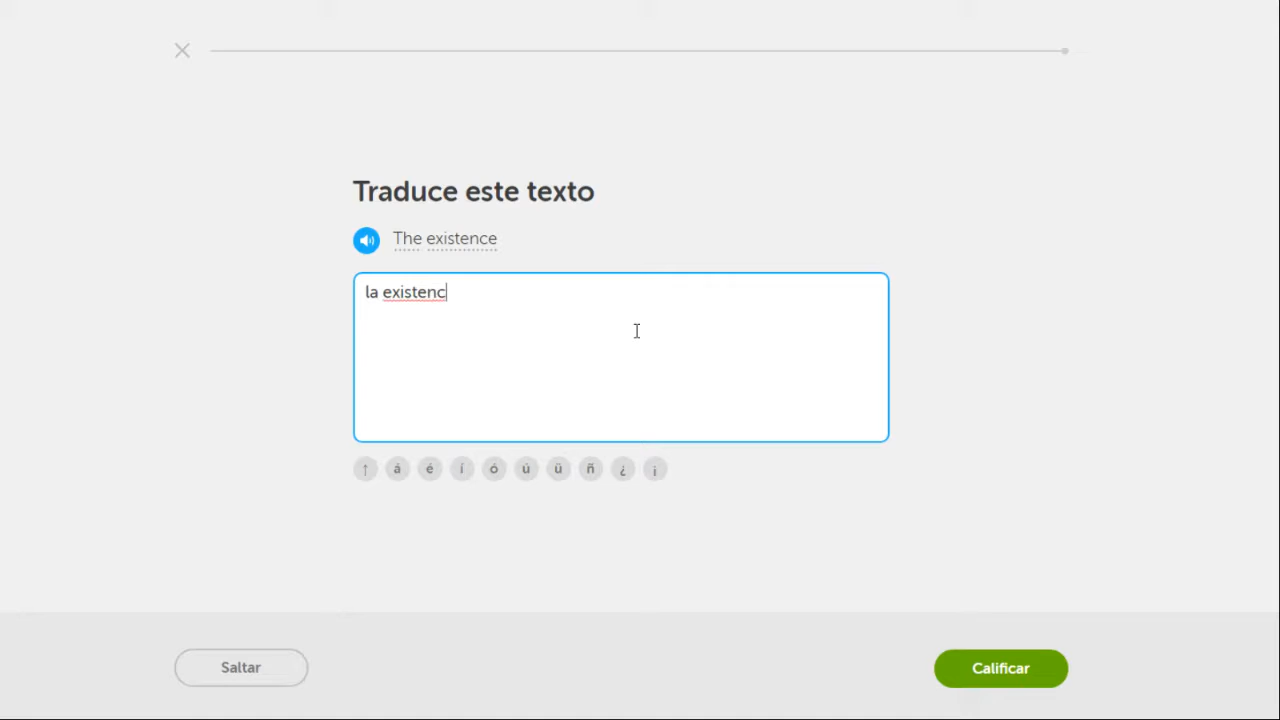 Traduce este texto
The existence
la existenc
↑ á é í ó ú ü ñ ¿ ¡
Saltar
Calificar